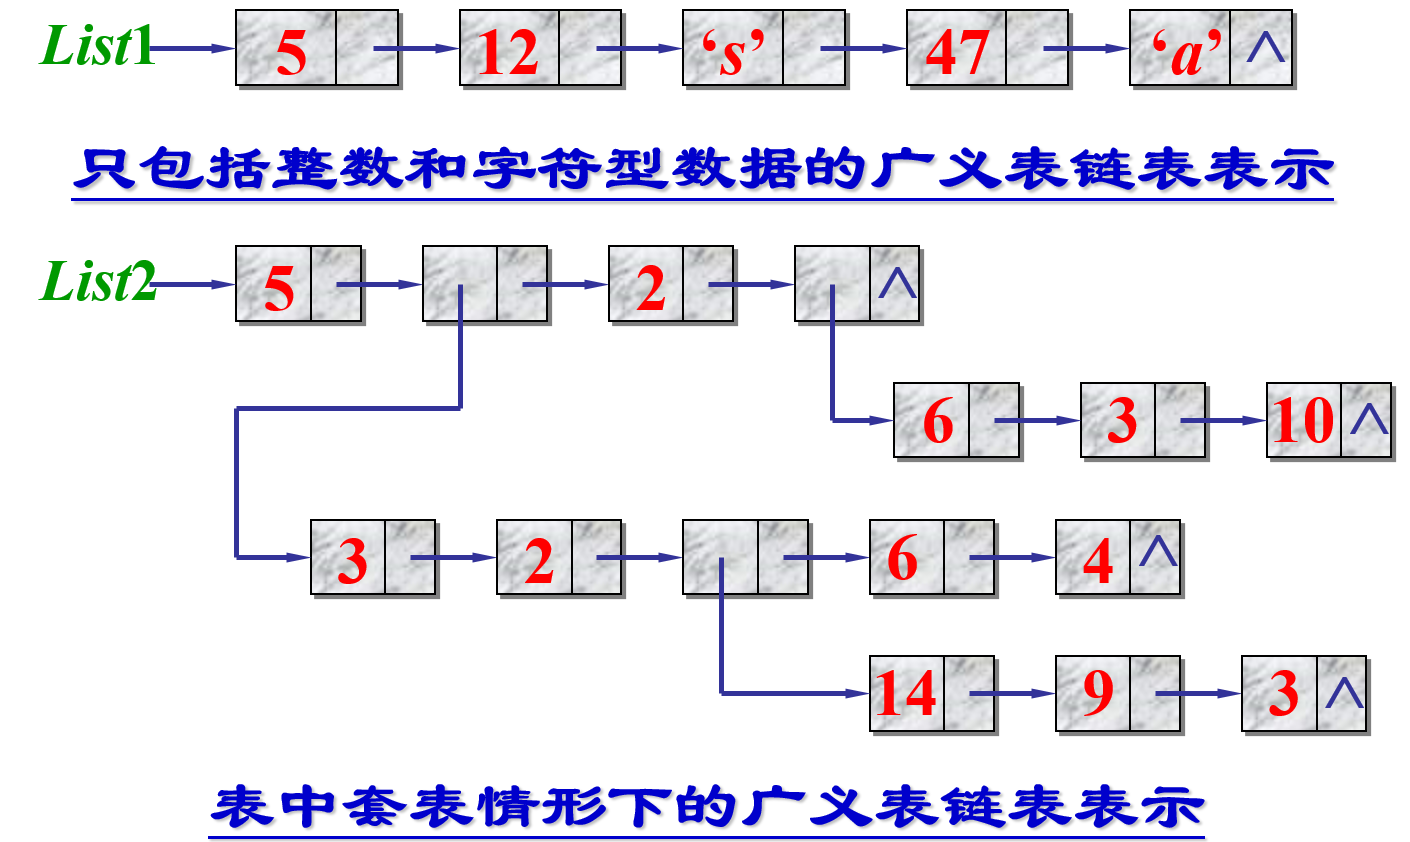 List1 5 12 ‘s’ 47 ‘a’ ^
只包括整数和字符型数据的广义表链表表示
List2 5 2 ^
6 3 10 ^
3 2 6 4 ^
14 9 3 ^
表中套表情形下的广义表链表表示